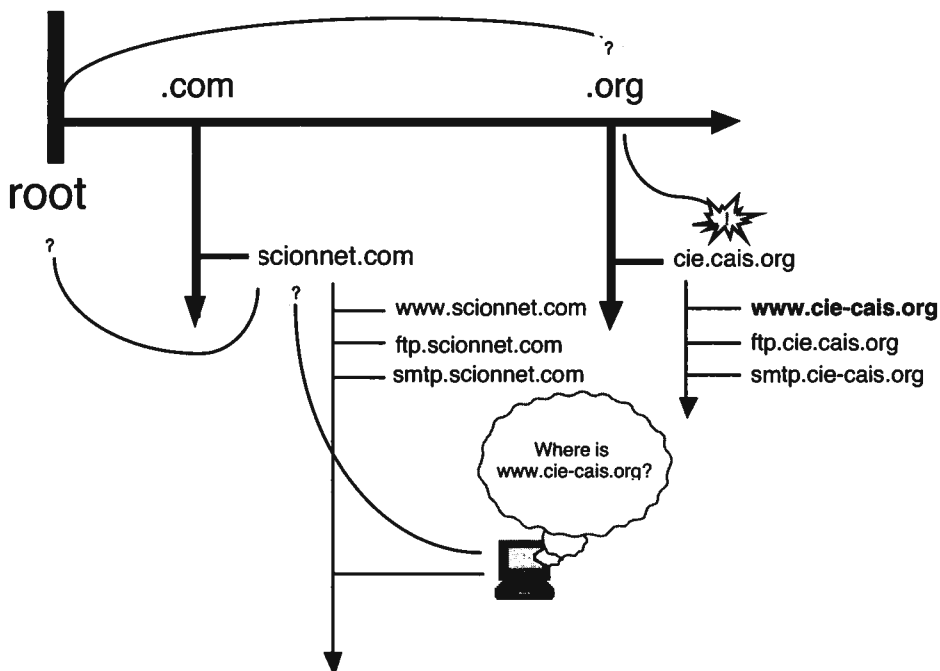 ?
.com
.org
root
?
!
scionnet.com
cie.cais.org
?
www.scionnet.com
www.cie-cais.org
ftp.scionnet.com
ftp.cie.cais.org
smtp.scionnet.com
smtp.cie-cais.org
Where is
www.cie-cais.org?